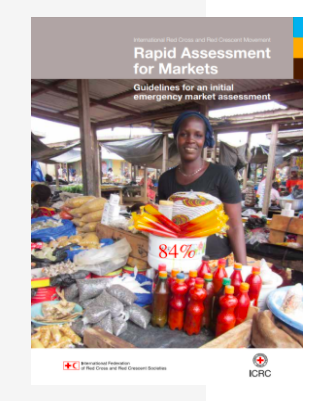 International Red Cross and Red Crescent Movement
Rapid Assessment
for Markets
Guidelines for an initial
emergency market assessment
84%
International Federation
of Red Cross and Red Crescent Societies
ICRC